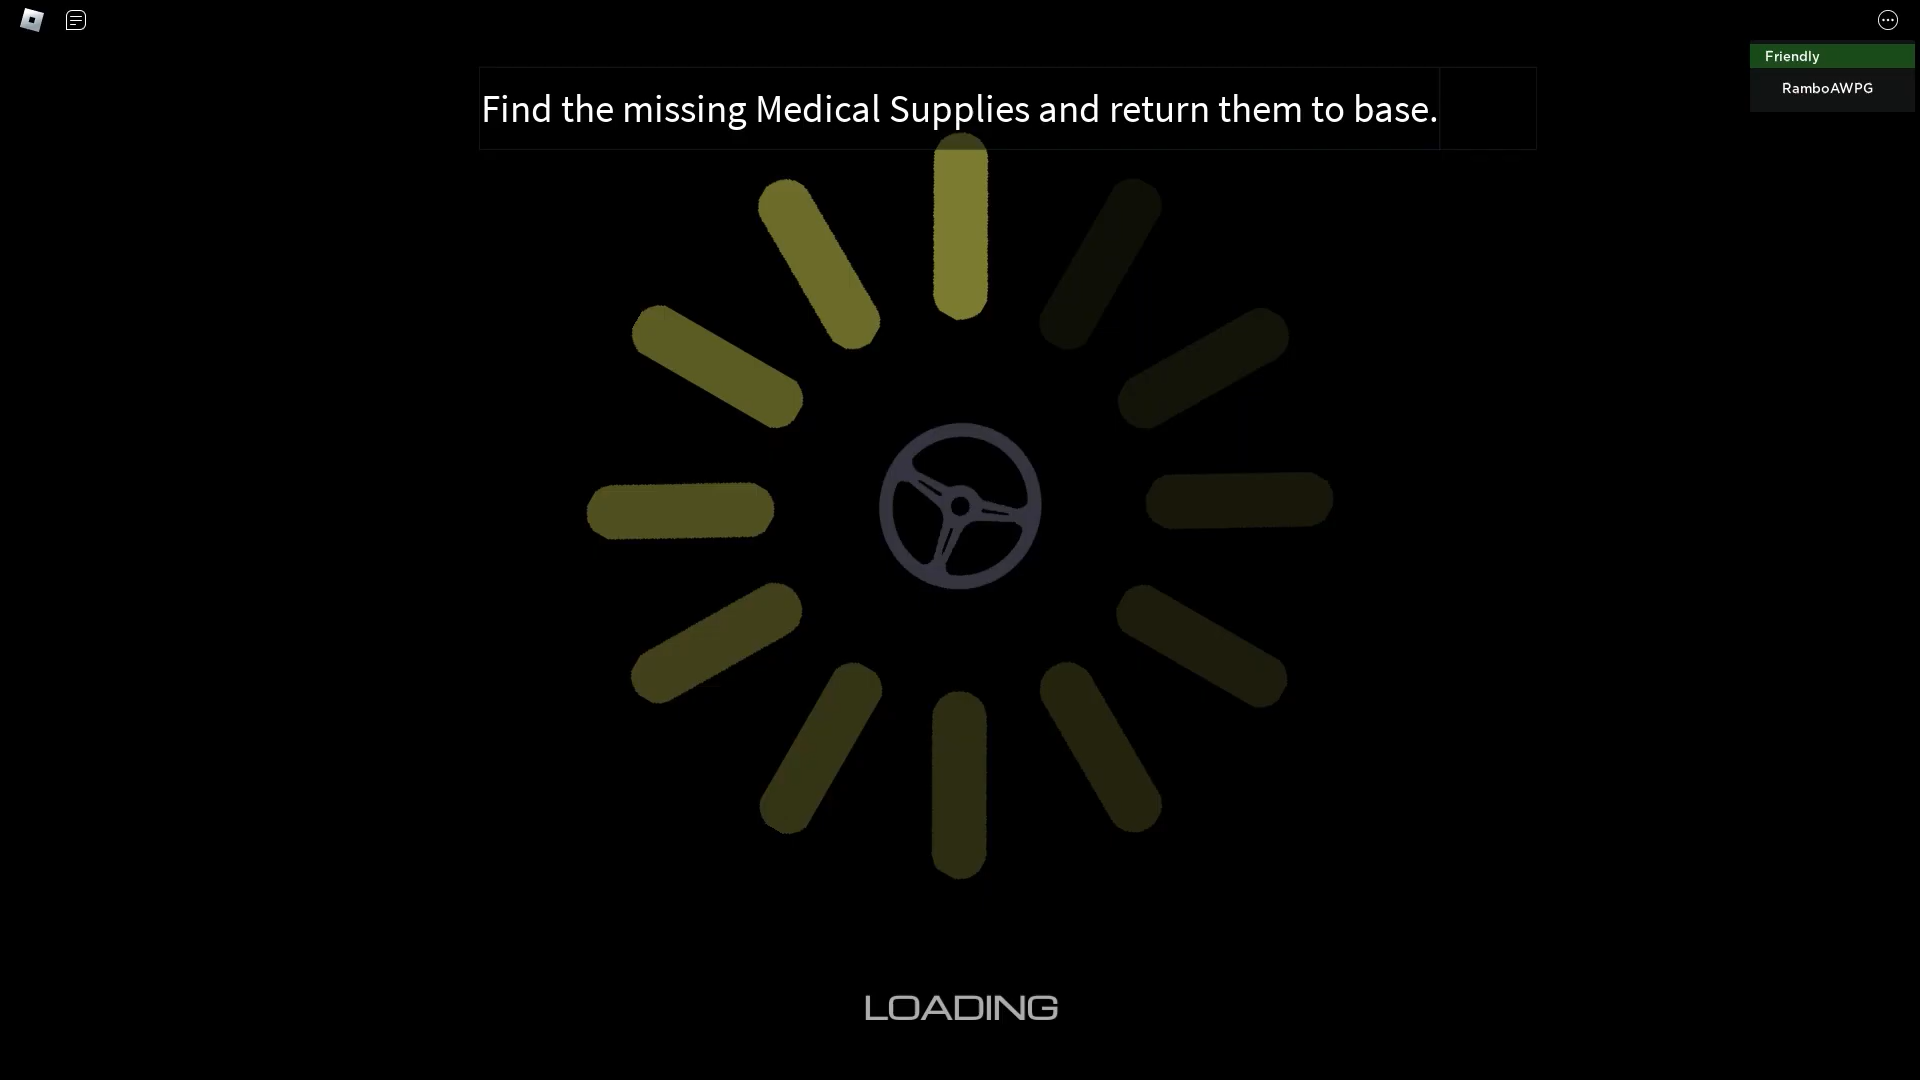 Friendly
RamboAWPG
Find the missing Medical Supplies and return them to base.
LOADING